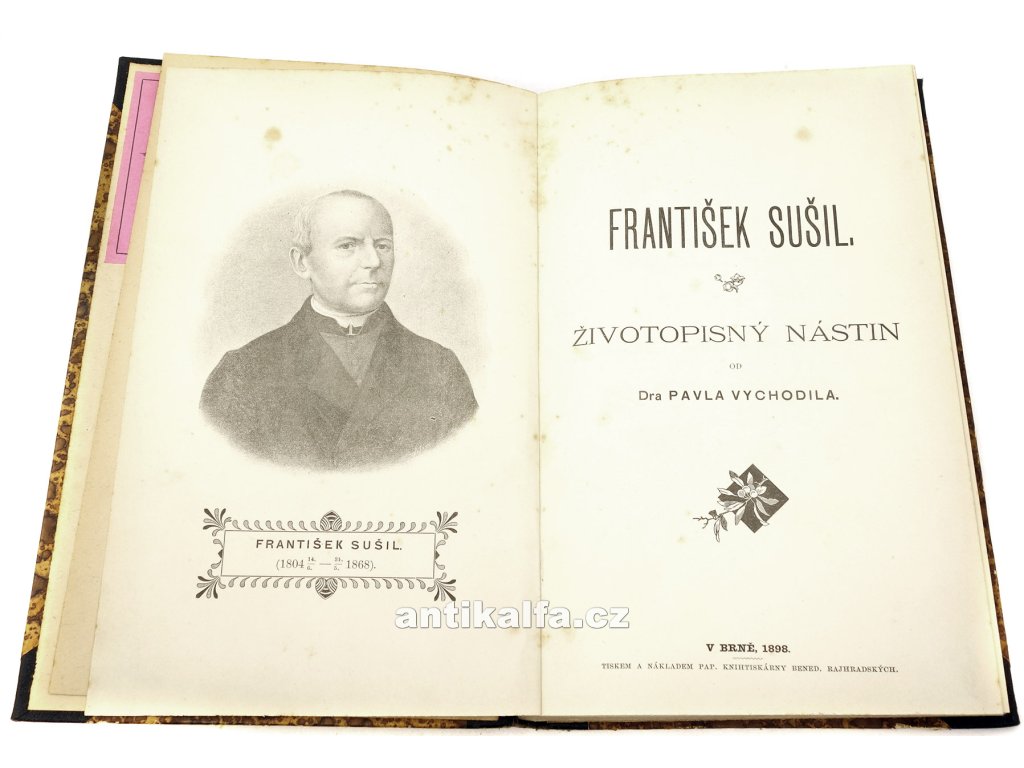 FRANTIŠEK SUŠIL.
(1804 14./6. — 31./5. 1868).
FRANTIŠEK SUŠIL.
ŽIVOTOPISNÝ NÁSTIN
OD
Dra PAVLA VYCHODILA.
V BRNĚ, 1898.
TISKEM A NÁKLADEM PAP. KNIHTISKÁRNY BENED. RAJHRADSKÝCH.
antikalfa.cz